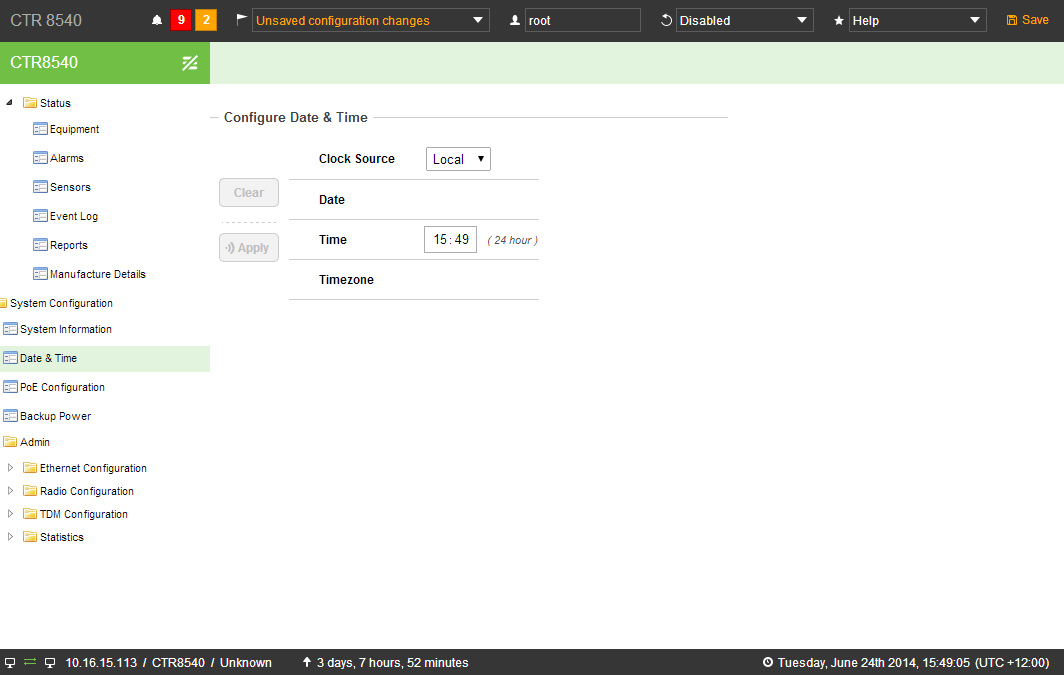 CTR 8540 9 2 Unsaved configuration changes root Disabled Help Save
CTR8540
Status
Equipment
Alarms
Sensors
Event Log
Reports
Manufacture Details
System Configuration
System Information
Date & Time
PoE Configuration
Backup Power
Admin
Ethernet Configuration
Radio Configuration
TDM Configuration
Statistics
Configure Date & Time
Clear
Apply
Clock Source Local
Date
Time 15 : 49 ( 24 hour )
Timezone
10.16.15.113 / CTR8540 / Unknown 3 days, 7 hours, 52 minutes Tuesday, June 24th 2014, 15:49:05 (UTC +12:00)